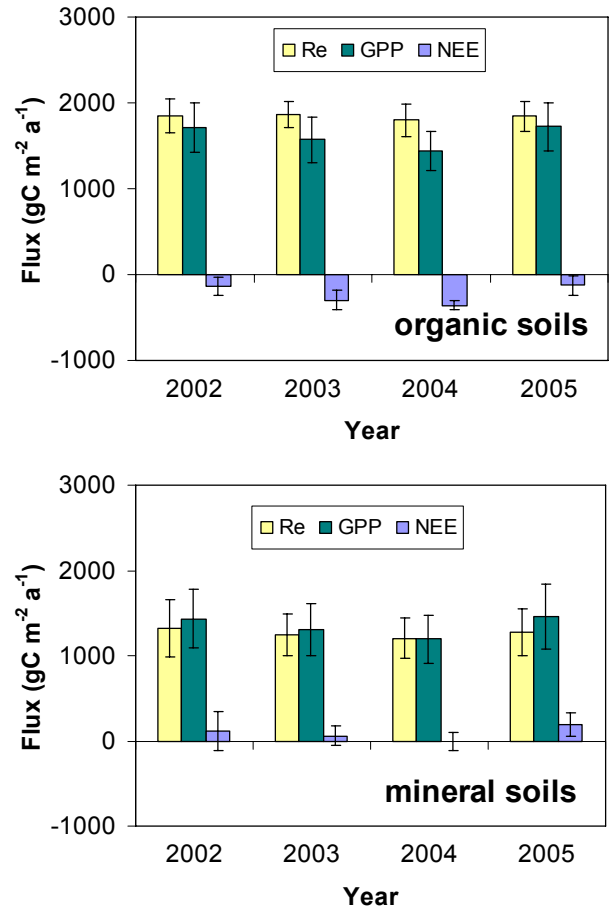 3000
Re GPP NEE
2000
1000
0
-1000
Flux (gC m⁻² a⁻¹)
organic soils
2002 2003 2004 2005
Year
3000
Re GPP NEE
2000
1000
0
-1000
Flux (gC m⁻² a⁻¹)
mineral soils
2002 2003 2004 2005
Year